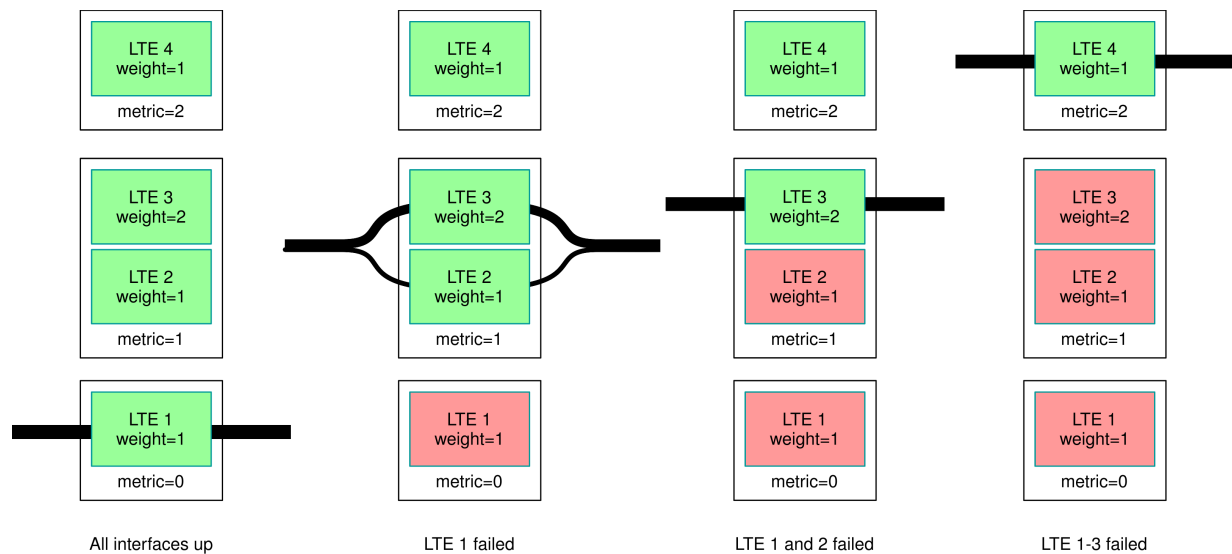 LTE 4
weight=1
metric=2
LTE 3
weight=2
LTE 2
weight=1
metric=1
LTE 1
weight=1
metric=0
All interfaces up
LTE 4
weight=1
metric=2
LTE 3
weight=2
LTE 2
weight=1
metric=1
LTE 1
weight=1
metric=0
LTE 1 failed
LTE 4
weight=1
metric=2
LTE 3
weight=2
LTE 2
weight=1
metric=1
LTE 1
weight=1
metric=0
LTE 1 and 2 failed
LTE 4
weight=1
metric=2
LTE 3
weight=2
LTE 2
weight=1
metric=1
LTE 1
weight=1
metric=0
LTE 1-3 failed